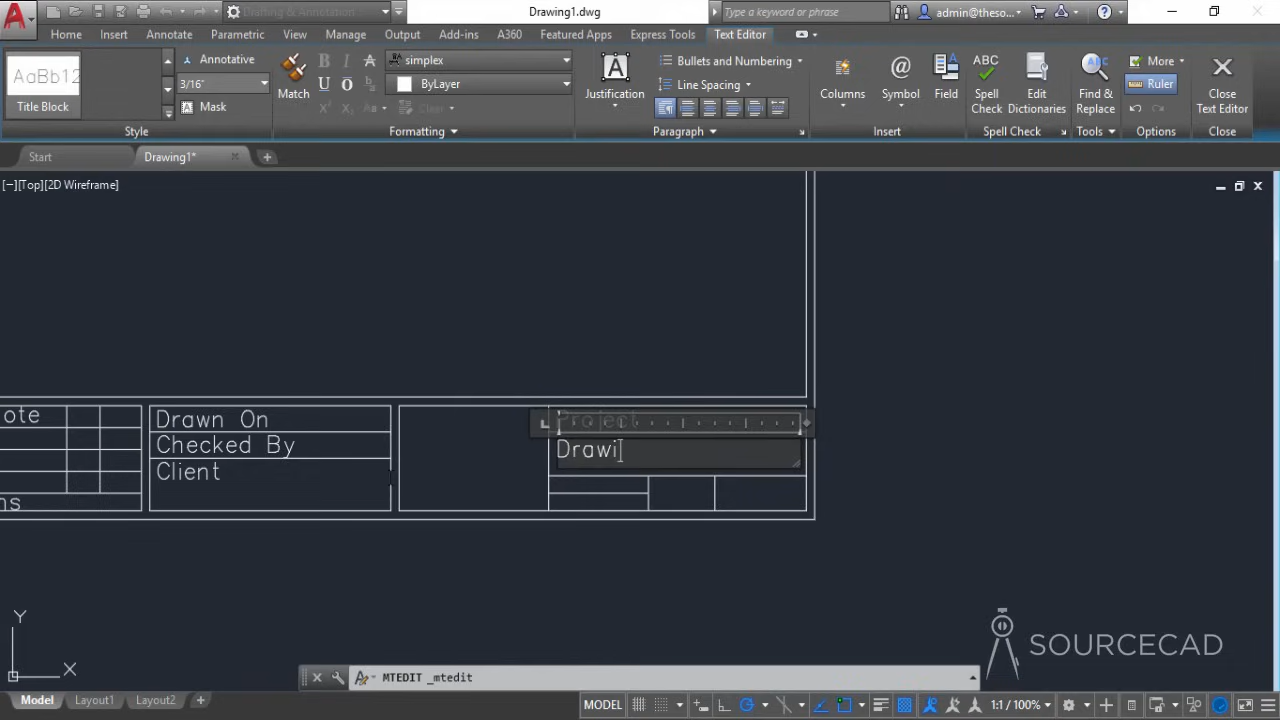 Drafting & Annotation
Drawing1.dwg
Type a keyword or phrase
admin@theso...
Home Insert Annotate Parametric View Manage Output Add-ins A360 Featured Apps Express Tools Text Editor
AaBb12
Title Block
Annotative
3/16"
Mask
Style
Match
simplex
ByLayer
Clear
Formatting
Justification
Bullets and Numbering
Line Spacing
Paragraph
Columns
Symbol
Field
Insert
ABC
Spell Check
Edit Dictionaries
Spell Check
Find & Replace
Tools
More
Ruler
Options
Close Text Editor
Close
Start
Drawing1*
[−][Top][2D Wireframe]
ote
ns
Drawn On
Checked By
Client
Project
Drawi
Y
X
SOURCECAD
MTEDIT _mtedit
Model Layout1 Layout2
MODEL
1:1 / 100%